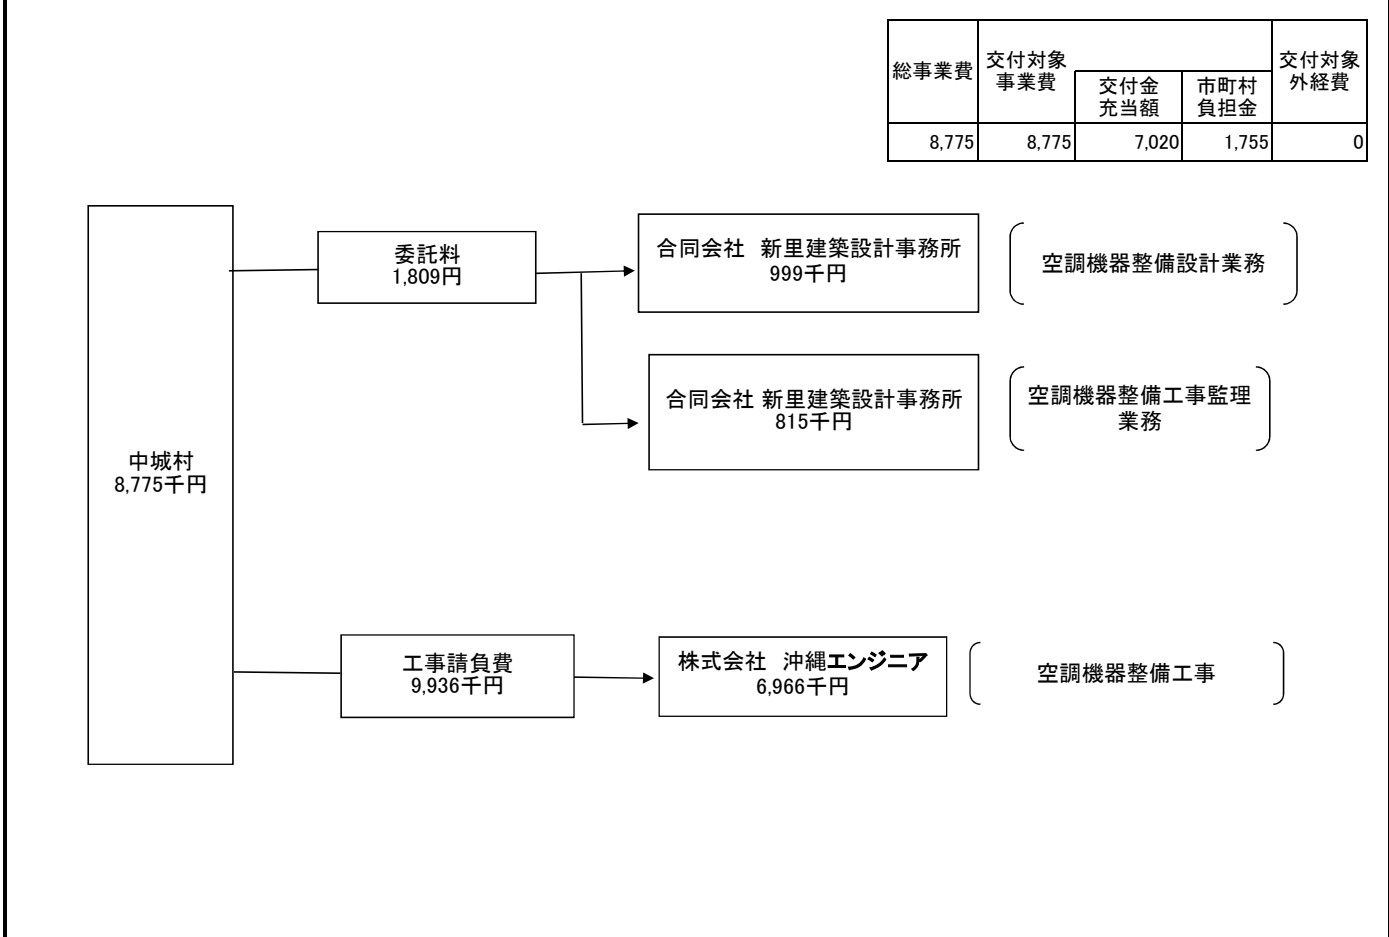 総事業費
交付対象
事業費
交付金
充当額
市町村
負担金
交付対象
外経費
8,775 8,775 7,020 1,755 0
中城村
8,775千円
委託料
1,809円
合同会社　新里建築設計事務所
999千円
空調機器整備設計業務
合同会社 新里建築設計事務所
815千円
空調機器整備工事監理
業務
工事請負費
9,936千円
株式会社　沖縄エンジニア
6,966千円
空調機器整備工事